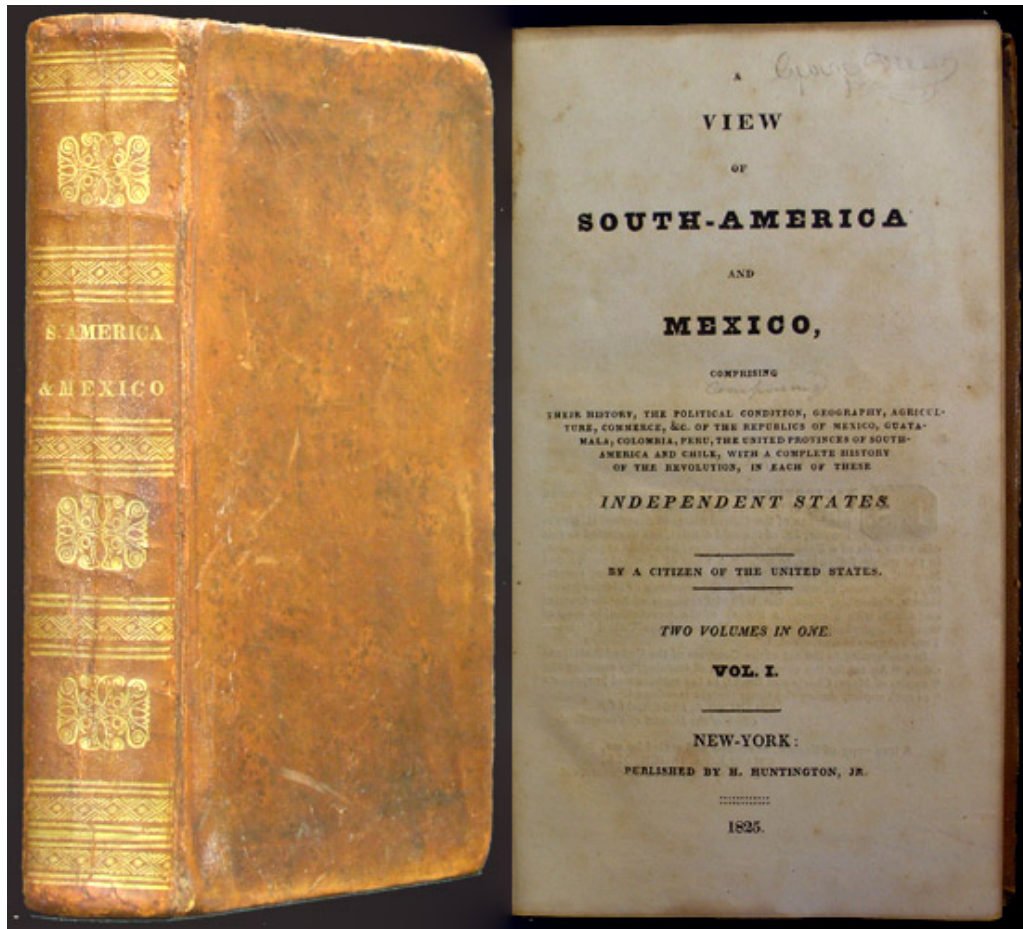 S. AMERICA
& MEXICO
A
VIEW
OF
SOUTH-AMERICA
AND
MEXICO,
COMPRISING
Comprising
THEIR HISTORY, THE POLITICAL CONDITION, GEOGRAPHY, AGRICUL-
TURE, COMMERCE, &C. OF THE REPUBLICS OF MEXICO, GUATA-
MALA, COLOMBIA, PERU, THE UNITED PROVINCES OF SOUTH-
AMERICA AND CHILE, WITH A COMPLETE HISTORY
OF THE REVOLUTION, IN EACH OF THESE
INDEPENDENT STATES.
BY A CITIZEN OF THE UNITED STATES.
TWO VOLUMES IN ONE.
VOL. I.
NEW-YORK:
PUBLISHED BY H. HUNTINGTON, JR.
1825.